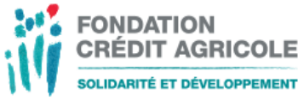 FONDATION
CRÉDIT AGRICOLE
SOLIDARITÉ ET DÉVELOPPEMENT